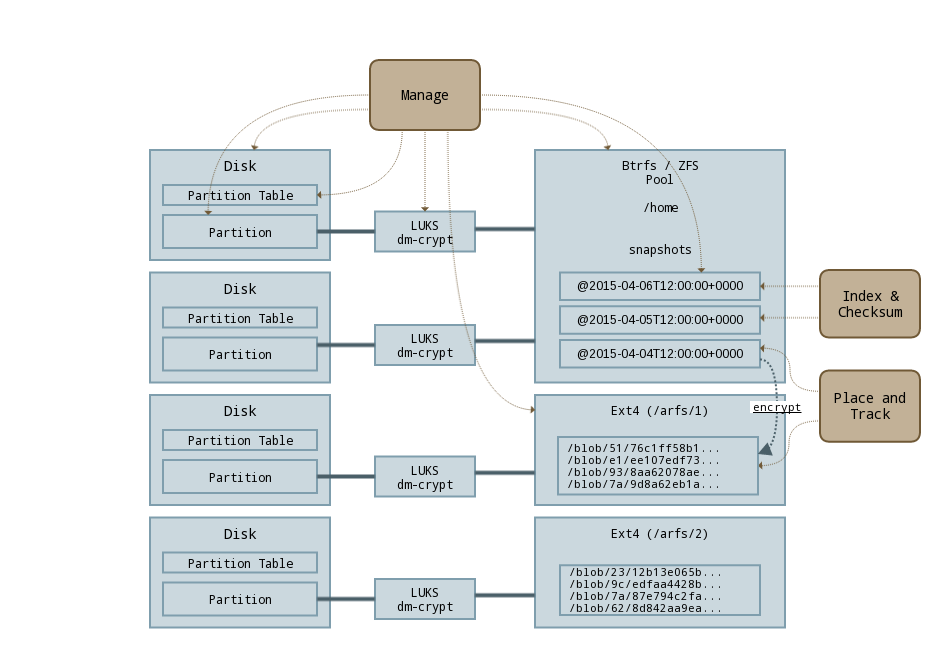 Manage
Disk
Partition Table
Partition
LUKS
dm-crypt
Btrfs / ZFS
Pool
/home
snapshots
@2015-04-06T12:00:00+0000
@2015-04-05T12:00:00+0000
@2015-04-04T12:00:00+0000
Index &
Checksum
Disk
Partition Table
Partition
LUKS
dm-crypt
Place and
Track
encrypt
Disk
Partition Table
Partition
LUKS
dm-crypt
Ext4 (/arfs/1)
/blob/51/76c1ff58b1...
/blob/e1/ee107edf73...
/blob/93/8aa62078ae...
/blob/7a/9d8a62eb1a...
Disk
Partition Table
Partition
LUKS
dm-crypt
Ext4 (/arfs/2)
/blob/23/12b13e065b...
/blob/9c/edfaa4428b...
/blob/7a/87e794c2fa...
/blob/62/8d842aa9ea...